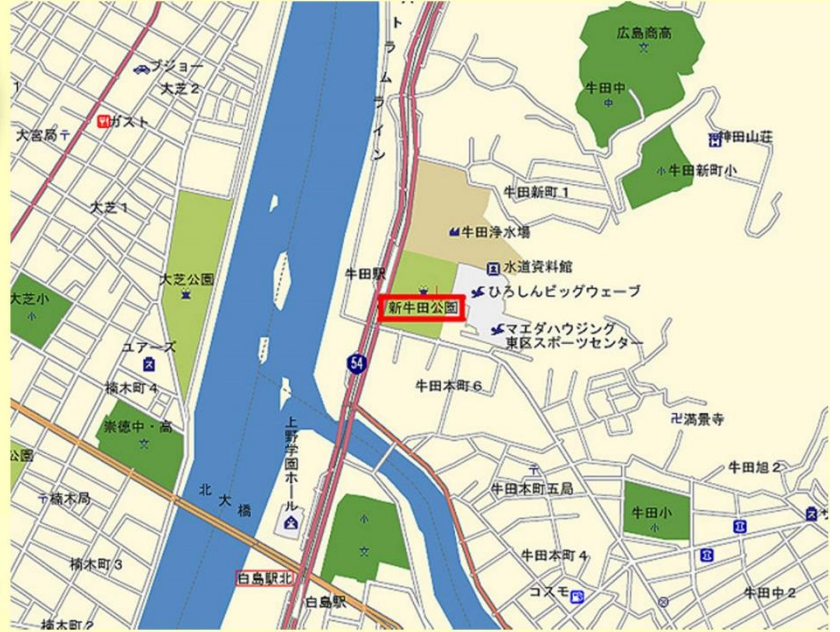 ストラムライン
広島商高
プジョー
大芝2
牛田中
中
ガスト
大宮局
神田山荘
小牛田新町小
牛田新町1
大芝1
牛田浄水場
牛田駅
水道資料館
大芝公園
ひろしんビッグウェーブ
大芝小
小
新牛田公園
マエダハウジング
東区スポーツセンター
ユアーズ
54
楠木町4
牛田本町6
崇徳中・高
上野学園ホール
満景寺
公園
牛田旭2
北大橋
楠木局
牛田本町五局
牛田小
小
小
楠木町3
牛田本町4
白島駅北
コスモ
牛田中2
白島駅
楠木町2